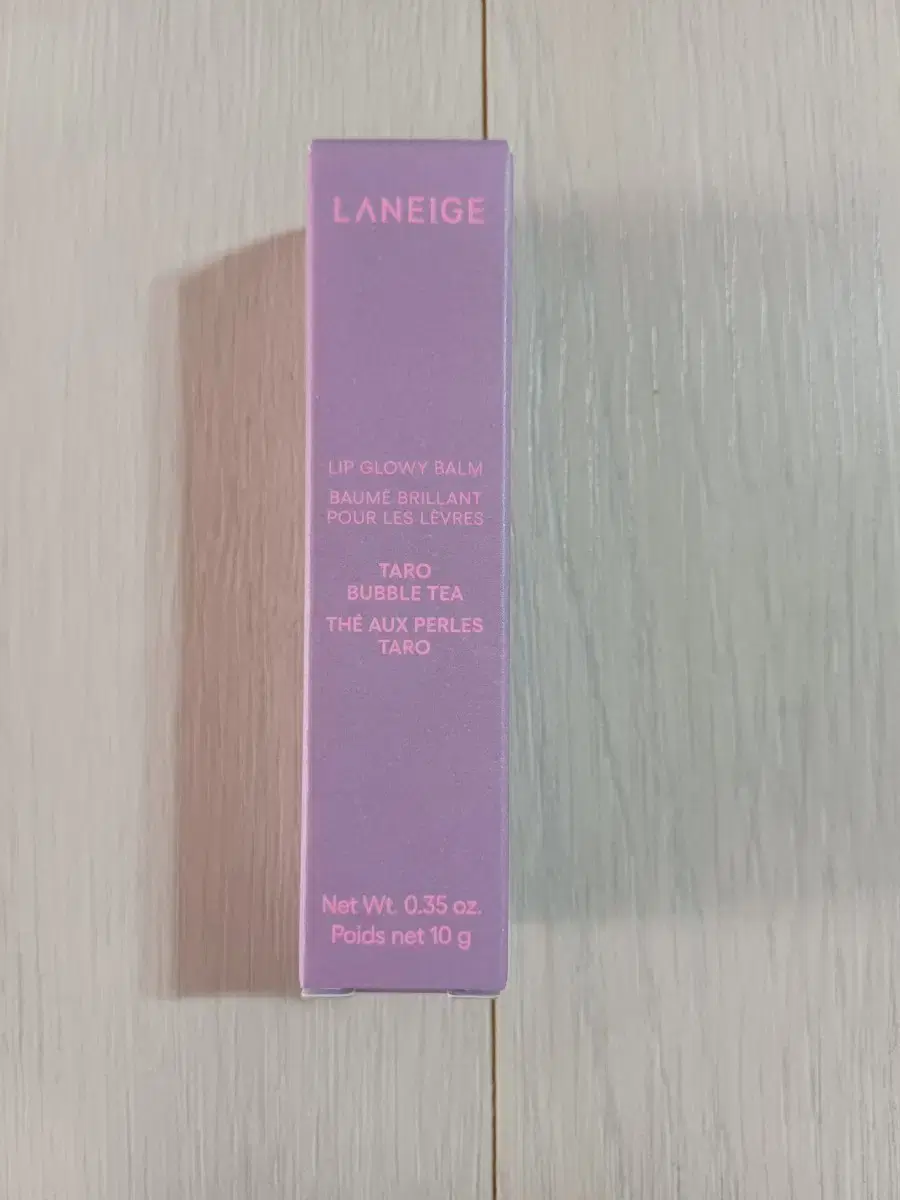 LANEIGE
LIP GLOWY BALM
BAUME BRILLANT
POUR LES LÈVRES
TARO
BUBBLE TEA
THÉ AUX PERLES
TARO
Net Wt. 0.35 oz.
Poids net 10 g